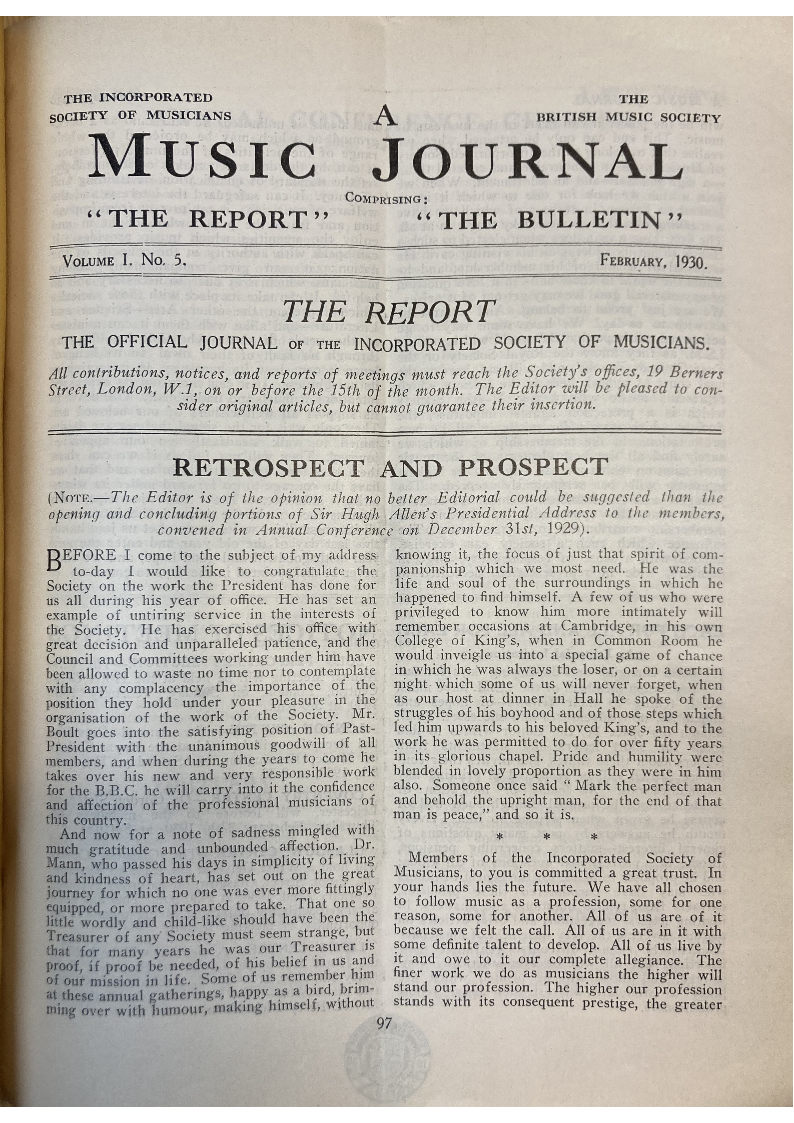 THE INCORPORATED
SOCIETY OF MUSICIANS
THE
BRITISH MUSIC SOCIETY
A
MUSIC JOURNAL
COMPRISING:
“THE REPORT” “THE BULLETIN”
VOLUME I. No. 5. FEBRUARY, 1930.
THE REPORT
THE OFFICIAL JOURNAL OF THE INCORPORATED SOCIETY OF MUSICIANS.
All contributions, notices, and reports of meetings must reach the Society's offices, 19 Berners
Street, London, W.1, on or before the 15th of the month. The Editor will be pleased to con-
sider original articles, but cannot guarantee their insertion.
RETROSPECT AND PROSPECT
(NOTE.—The Editor is of the opinion that no better Editorial could be suggested than the
opening and concluding portions of Sir Hugh Allen's Presidential Address to the members,
convened in Annual Conference on December 31st, 1929).
BEFORE I come to the subject of my address
to-day I would like to congratulate the
Society on the work the President has done for
us all during his year of office. He has set an
example of untiring service in the interests of
the Society. He has exercised his office with
great decision and unparalleled patience, and the
Council and Committees working under him have
been allowed to waste no time nor to contemplate
with any complacency the importance of the
position they hold under your pleasure in the
organisation of the work of the Society. Mr.
Boult goes into the satisfying position of Past-
President with the unanimous goodwill of all
members, and when during the years to come he
takes over his new and very responsible work
for the B.B.C. he will carry into it the confidence
and affection of the professional musicians of
this country.
And now for a note of sadness mingled with
much gratitude and unbounded affection. Dr.
Mann, who passed his days in simplicity of living
and kindness of heart, has set out on the great
journey for which no one was ever more fittingly
equipped, or more prepared to take. That one so
little wordly and child-like should have been the
Treasurer of any Society must seem strange, but
that for many years he was our Treasurer is
proof, if proof be needed, of his belief in us and
of our mission in life. Some of us remember him
at these annual gatherings, happy as a bird, brim-
ming over with humour, making himself, without
knowing it, the focus of just that spirit of com-
panionship which we most need. He was the
life and soul of the surroundings in which he
happened to find himself. A few of us who were
privileged to know him more intimately will
remember occasions at Cambridge, in his own
College of King's, when in Common Room he
would inveigle us into a special game of chance
in which he was always the loser, or on a certain
night which some of us will never forget, when
as our host at dinner in Hall he spoke of the
struggles of his boyhood and of those steps which
led him upwards to his beloved King's, and to the
work he was permitted to do for over fifty years
in its glorious chapel. Pride and humility were
blended in lovely proportion as they were in him
also. Someone once said “Mark the perfect man
and behold the upright man, for the end of that
man is peace,” and so it is.
* * *
Members of the Incorporated Society of
Musicians, to you is committed a great trust. In
your hands lies the future. We have all chosen
to follow music as a profession, some for one
reason, some for another. All of us are of it
because we felt the call. All of us are in it with
some definite talent to develop. All of us live by
it and owe to it our complete allegiance. The
finer work we do as musicians the higher will
stand our profession. The higher our profession
stands with its consequent prestige, the greater
97